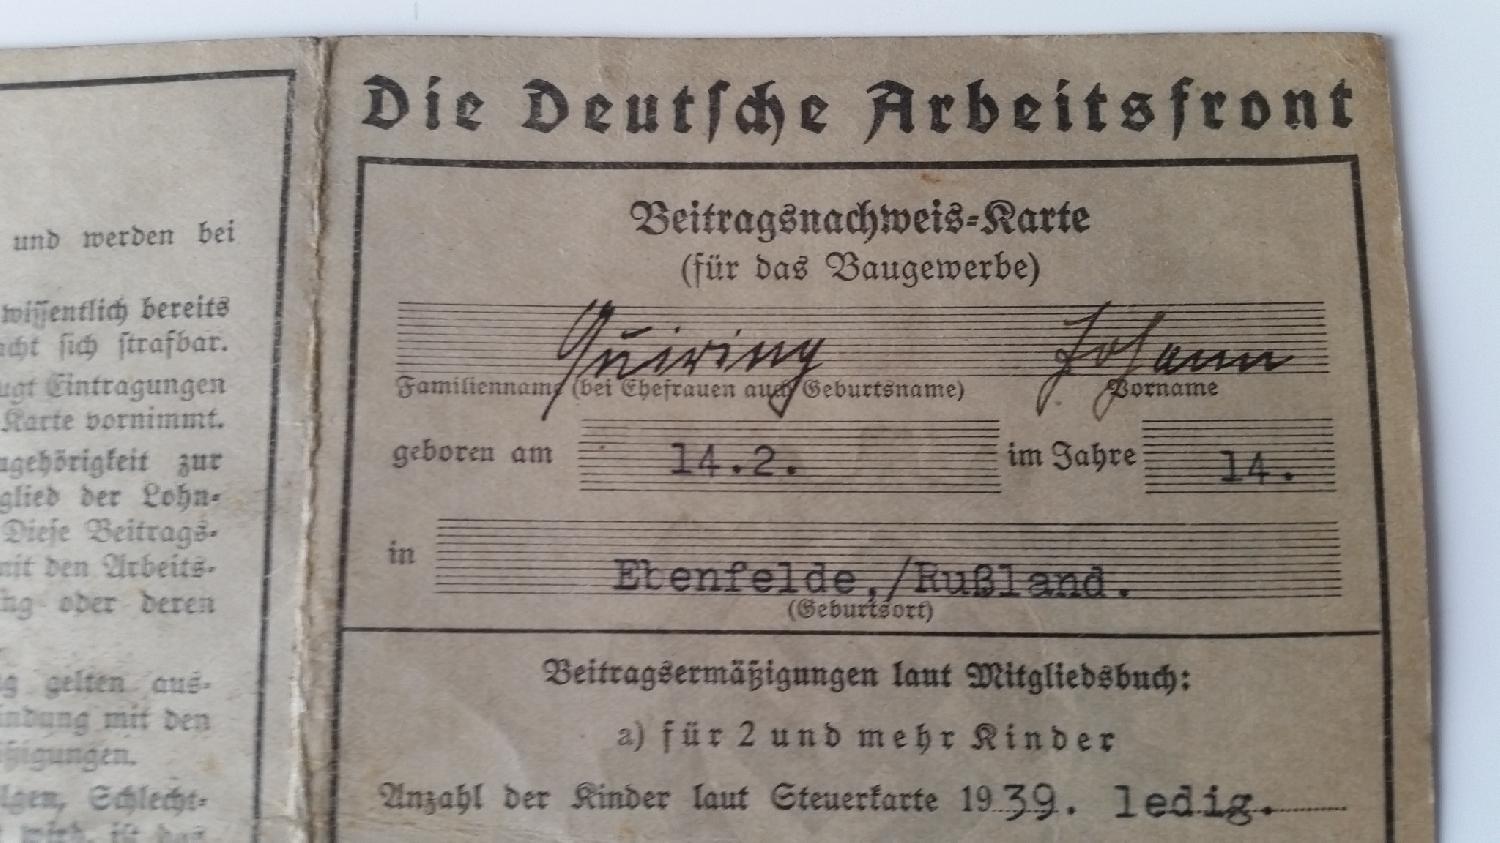 und werden bei
wissentlich bereits
sich strafbar.
Eintragungen
Karte vornimmt.
zur
der Lohn-
Diese Beitrags-
den Arbeits-
oder deren
gelten aus-
mit den
Schlecht-
Die Deutsche Arbeitsfront
Beitragsnachweis-Karte
(für das Baugewerbe)
Quiring Johann
Familienname (bei Ehefrauen auch Geburtsname) Vorname
geboren am 14.2. im Jahre 14.
in Ebenfelde,/Rußland.
(Geburtsort)
Beitragsermäßigungen laut Mitgliedsbuch:
a) für 2 und mehr Kinder
Anzahl der Kinder laut Steuerkarte 1939. ledig.